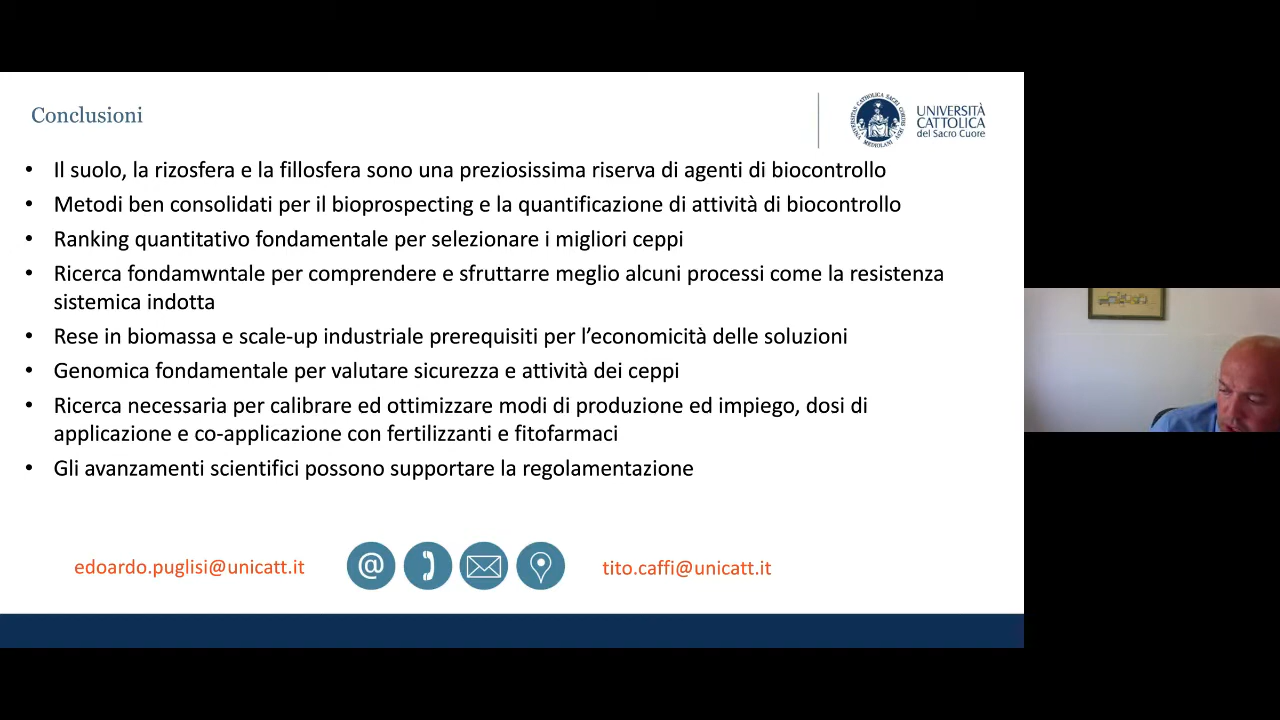 Conclusioni
UNIVERSITÀ
CATTOLICA
del Sacro Cuore
• Il suolo, la rizosfera e la fillosfera sono una preziosissima riserva di agenti di biocontrollo
• Metodi ben consolidati per il bioprospecting e la quantificazione di attività di biocontrollo
• Ranking quantitativo fondamentale per selezionare i migliori ceppi
• Ricerca fondamwntale per comprendere e sfruttarre meglio alcuni processi come la resistenza
sistemica indotta
• Rese in biomassa e scale-up industriale prerequisiti per l’economicità delle soluzioni
• Genomica fondamentale per valutare sicurezza e attività dei ceppi
• Ricerca necessaria per calibrare ed ottimizzare modi di produzione ed impiego, dosi di
applicazione e co-applicazione con fertilizzanti e fitofarmaci
• Gli avanzamenti scientifici possono supportare la regolamentazione
edoardo.puglisi@unicatt.it @ tito.caffi@unicatt.it